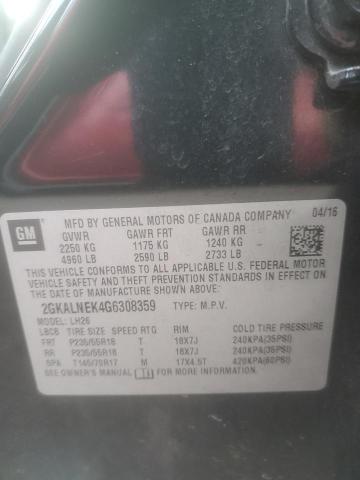 GM
MFD BY GENERAL MOTORS OF CANADA COMPANY 04/16
GVWR GAWR FRT GAWR RR
2250 KG 1175 KG 1240 KG
4960 LB 2590 LB 2733 LB
THIS VEHICLE CONFORMS TO ALL APPLICABLE U.S. FEDERAL MOTOR
VEHICLE SAFETY, BUMPER, AND THEFT PREVENTION STANDARDS IN
EFFECT ON THE DATE OF MANUFACTURE SHOWN ABOVE.
2GKALNEK4G6308359 TYPE: M.P.V.
MODEL: LH26
LBCB TIRE SIZE SPEED RTG RIM COLD TIRE PRESSURE
FRT P235/55R18 T 18X7J 240KPA(35PSI)
RR P235/55R18 T 18X7J 240KPA(35PSI)
SPA T145/70R17 M 17X4.5T 420KPA(60PSI)
SEE OWNER'S MANUAL FOR MORE INFORMATION.